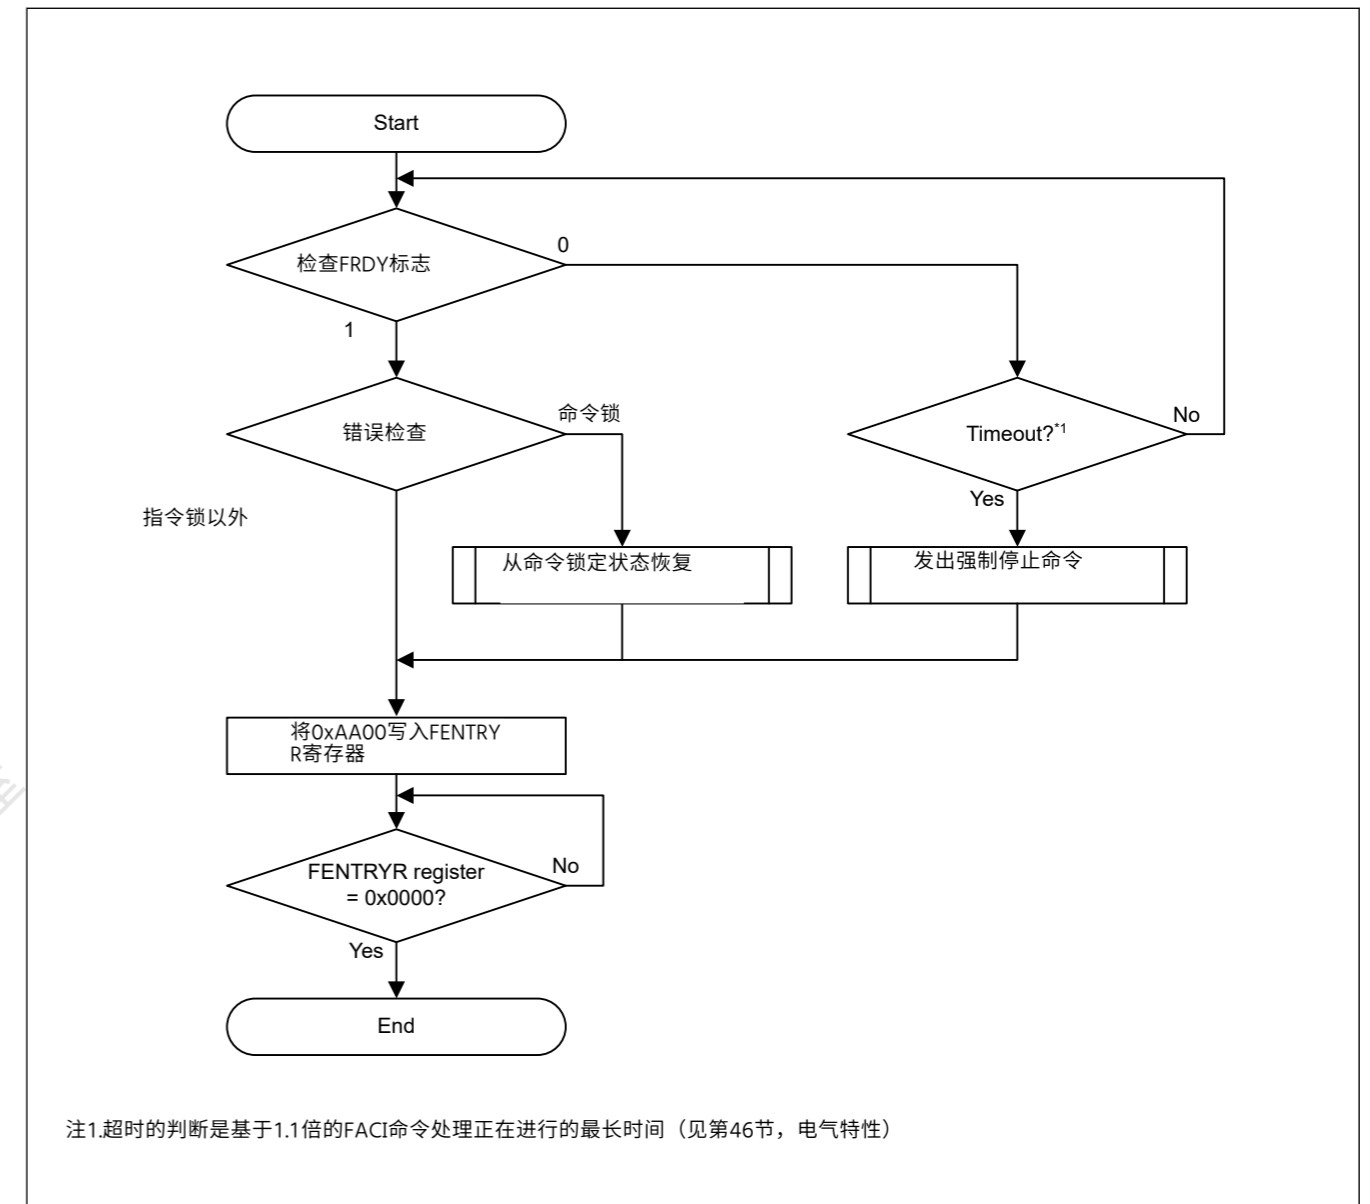 Start
检查FRDY标志
0
1
错误检查
命令锁
Timeout?*1
No
Yes
指令锁以外
从命令锁定状态恢复
发出强制停止命令
将0xAA00写入FENTRY
R寄存器
FENTRYR register
= 0x0000?
No
Yes
End
注1.超时的判断是基于1.1倍的FACI命令处理正在进行的最长时间（见第46节，电气特性）